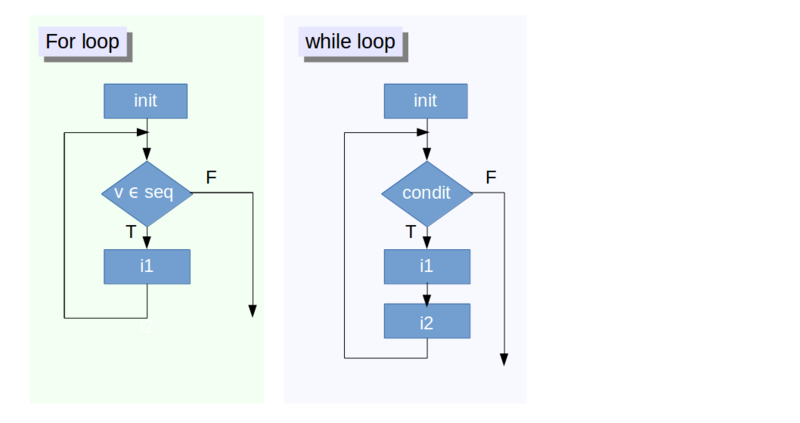 For loop
init
v ϵ seq
F
T
i1
while loop
init
condit
F
T
i1
i2